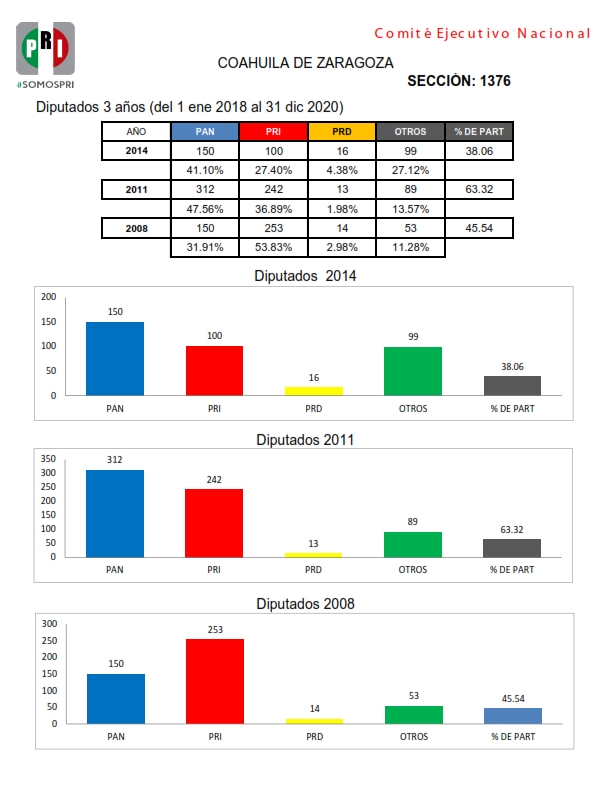 Comité Ejecutivo Nacional
PRI
#SOMOSPRI
COAHUILA DE ZARAGOZA
SECCIÓN: 1376
Diputados 3 años (del 1 ene 2018 al 31 dic 2020)
AÑO PAN PRI PRD OTROS % DE PART
2014 150 100 16 99 38.06
41.10% 27.40% 4.38% 27.12%
2011 312 242 13 89 63.32
47.56% 36.89% 1.98% 13.57%
2008 150 253 14 53 45.54
31.91% 53.83% 2.98% 11.28%
Diputados 2014
200
150
100
50
0
150
100
16
99
38.06
PAN PRI PRD OTROS % DE PART
Diputados 2011
350
300
250
200
150
100
50
0
312
242
13
89
63.32
PAN PRI PRD OTROS % DE PART
Diputados 2008
300
250
200
150
100
50
0
150
253
14
53
45.54
PAN PRI PRD OTROS % DE PART